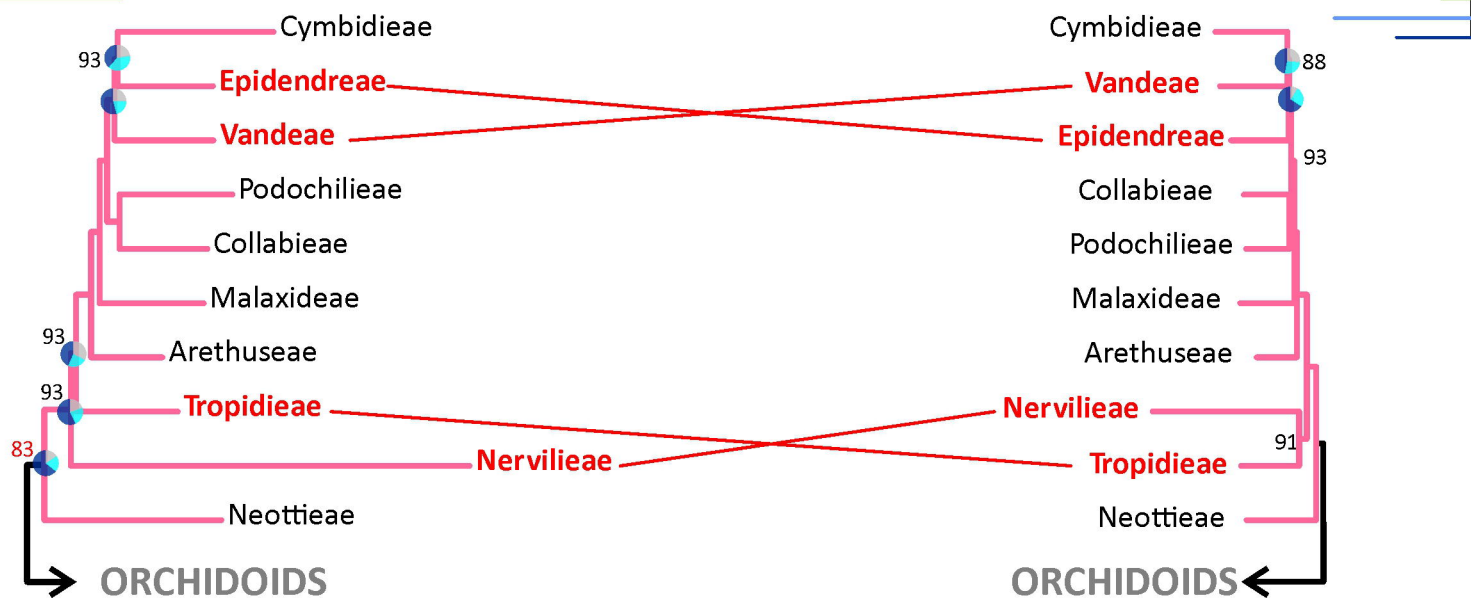 Cymbidieae Cymbidieae
93 88
Epidendreae Vandeae
Vandeae Epidendreae
93
Podochilieae Collabieae
Collabieae Podochilieae
Malaxideae Malaxideae
93
Arethuseae Arethuseae
93
Tropidieae Nervilieae
83 91
Nervilieae Tropidieae
Neottieae Neottieae
ORCHIDOIDS ORCHIDOIDS